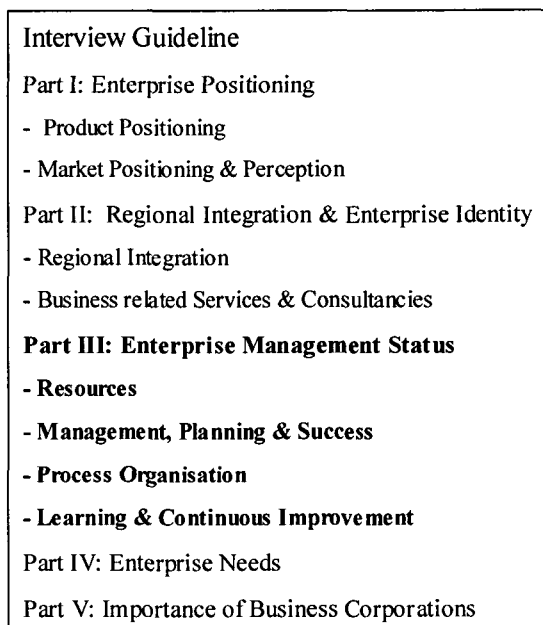 Interview Guideline
Part I: Enterprise Positioning
- Product Positioning
- Market Positioning & Perception
Part II: Regional Integration & Enterprise Identity
- Regional Integration
- Business related Services & Consultancies
Part III: Enterprise Management Status
- Resources
- Management, Planning & Success
- Process Organisation
- Learning & Continuous Improvement
Part IV: Enterprise Needs
Part V: Importance of Business Corporations